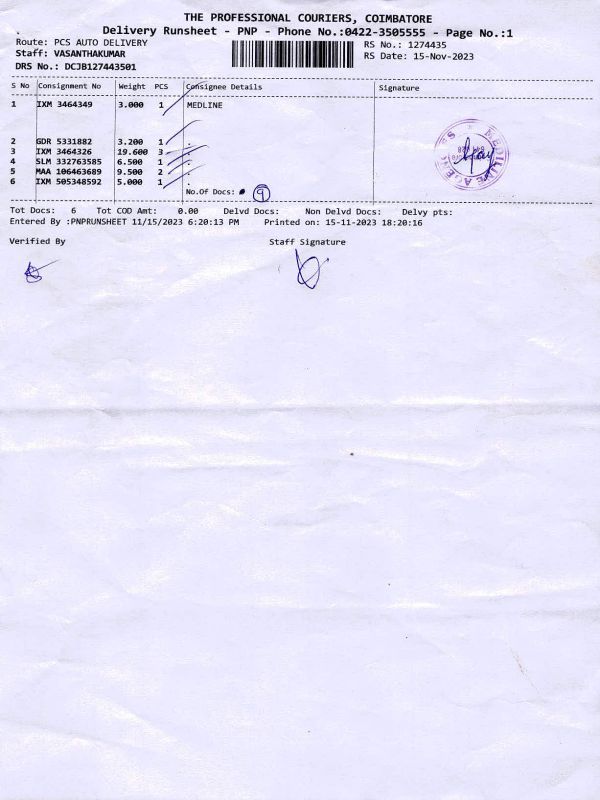 THE PROFESSIONAL COURIERS, COIMBATORE
Delivery Runsheet - PNP - Phone No.:0422-3505555 - Page No.:1
Route: PCS AUTO DELIVERY RS No.: 1274435
Staff: VASANTHAKUMAR RS Date: 15-Nov-2023
DRS No.: DCJB127443501
S No Consignment No Weight PCS Consignee Details Signature
1 IXM 3464349 3.000 1 MEDLINE
2 GDR 5331882 3.200 1 .
3 IXM 3464326 19.600 3 .
4 SLM 332763585 6.500 1 .
5 MAA 106463689 9.500 2 .
6 IXM 505348592 5.000 1 .
No.Of Docs: 9
Tot Docs: 6 Tot COD Amt: 0.00 Delvd Docs: Non Delvd Docs: Delvy pts:
Entered By :PNPRUNSHEET 11/15/2023 6:20:13 PM Printed on: 15-11-2023 18:20:16
Verified By Staff Signature